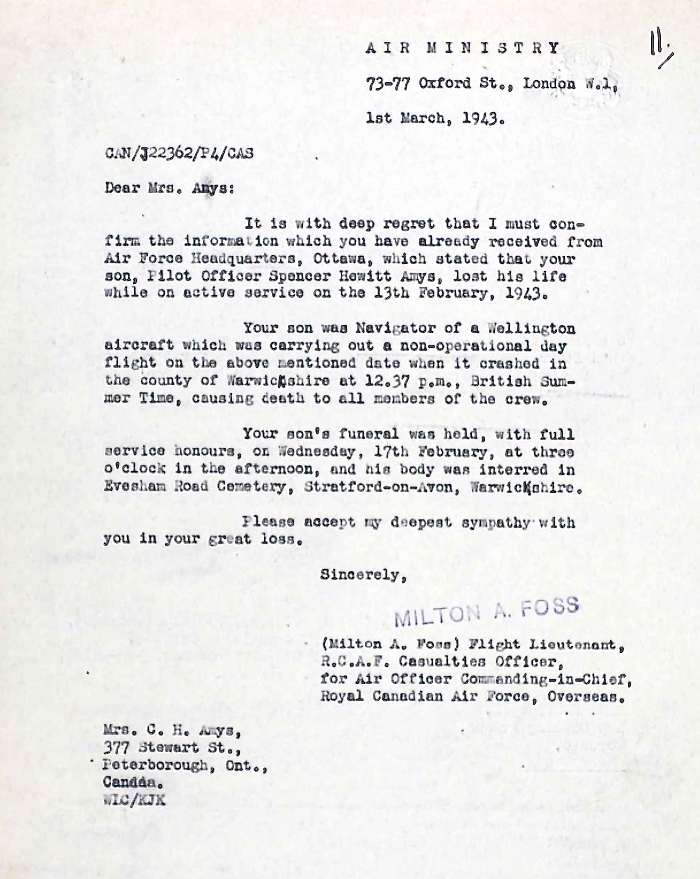 AIR MINISTRY
11.
73-77 Oxford St., London W.1,
1st March, 1943.
CAN/J22362/P4/CAS
Dear Mrs. Amys:
It is with deep regret that I must con-
firm the information which you have already received from
Air Force Headquarters, Ottawa, which stated that your
son, Pilot Officer Spencer Hewitt Amys, lost his life
while on active service on the 13th February, 1943.
Your son was Navigator of a Wellington
aircraft which was carrying out a non-operational day
flight on the above mentioned date when it crashed in
the county of Warwickshire at 12.37 p.m., British Sum-
mer Time, causing death to all members of the crew.
Your son's funeral was held, with full
service honours, on Wednesday, 17th February, at three
o'clock in the afternoon, and his body was interred in
Evesham Road Cemetery, Stratford-on-Avon, Warwickshire.
Please accept my deepest sympathy with
you in your great loss.
Sincerely,
MILTON A. FOSS
(Milton A. Foss) Flight Lieutenant,
R.C.A.F. Casualties Officer,
for Air Officer Commanding-in-Chief,
Royal Canadian Air Force, Overseas.
Mrs. C. H. Amys,
377 Stewart St.,
Peterborough, Ont.,
Canada.
WLC/KJK